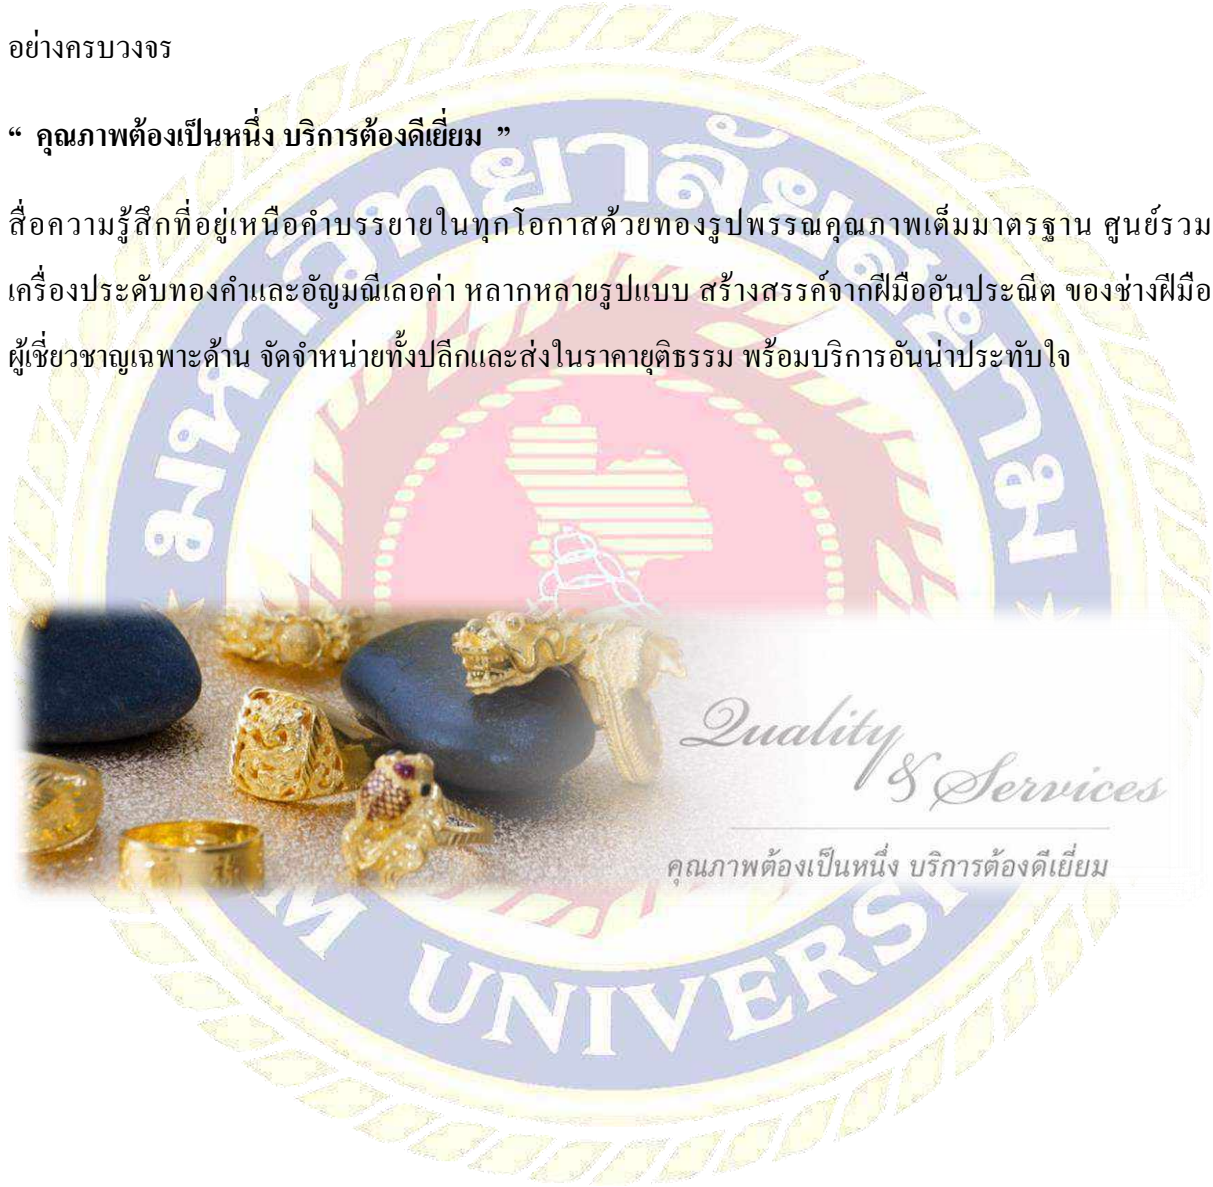 อย่างครบวงจร
“ คุณภาพต้องเป็นหนึ่ง บริการต้องดีเยี่ยม ”
สื่อความรู้สึกที่อยู่เหนือคำบรรยายในทุกโอกาสด้วยทองรูปพรรณคุณภาพเต็มมาตรฐาน ศูนย์รวม
เครื่องประดับทองคำและอัญมณีเลอค่า หลากหลายรูปแบบ สร้างสรรค์จากฝีมืออันประณีต ของช่างฝีมือ
ผู้เชี่ยวชาญเฉพาะด้าน จัดจำหน่ายทั้งปลีกและส่งในราคายุติธรรม พร้อมบริการอันน่าประทับใจ
มหาวิทยาลัยสยาม
Quality
& Services
คุณภาพต้องเป็นหนึ่ง บริการต้องดีเยี่ยม
UNIVERSI